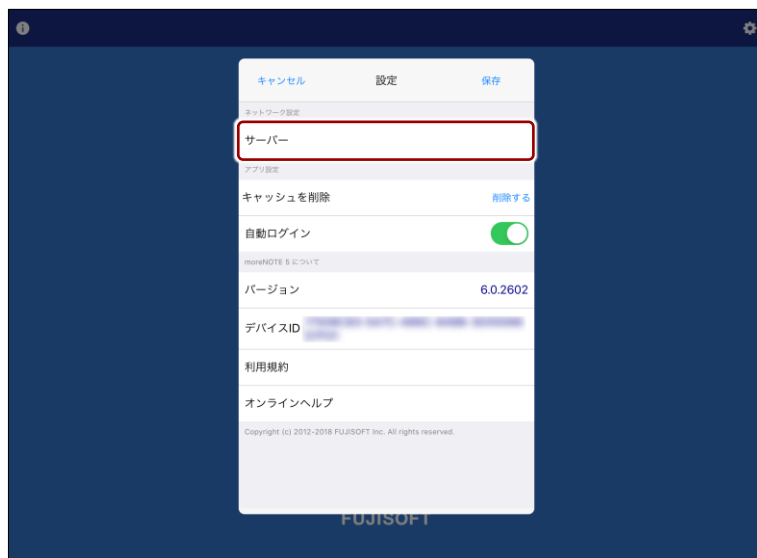 キャンセル 設定 保存
ネットワーク設定
サーバー
アプリ設定
キャッシュを削除 削除する
自動ログイン
moreNOTE 5 について
バージョン 6.0.2602
デバイスID
利用規約
オンラインヘルプ
Copyright (c) 2012-2018 FUJISOFT Inc. All rights reserved.
FUJISOFT